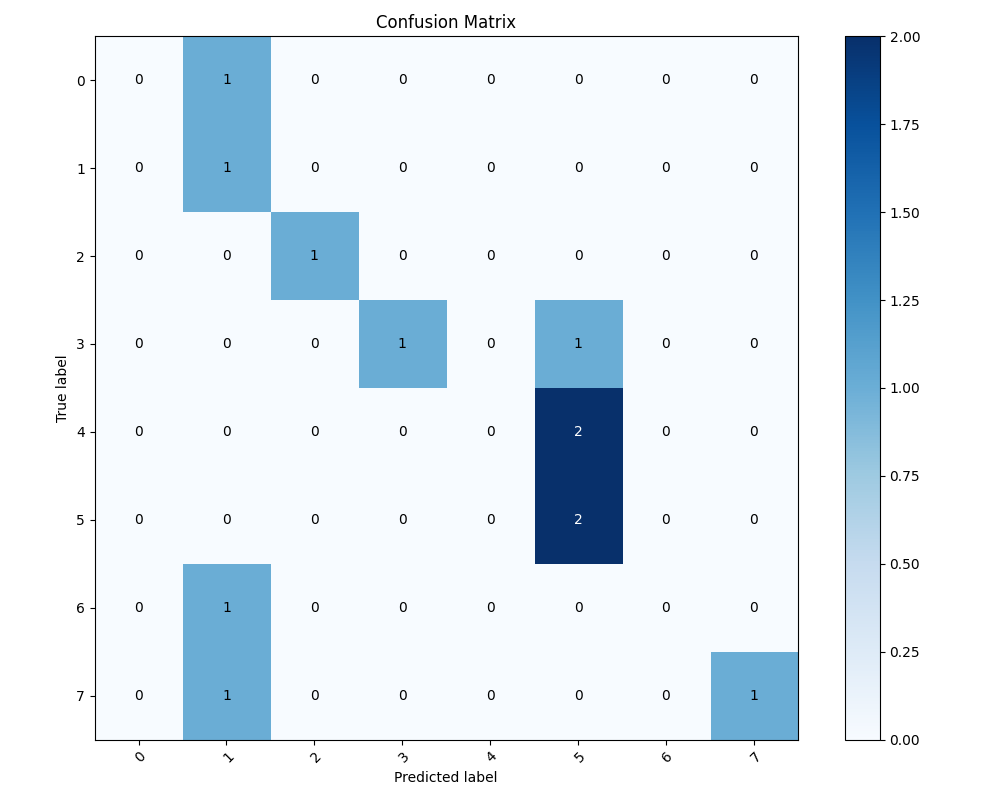 Confusion Matrix
0 0 1 0 0 0 0 0 0
1 0 1 0 0 0 0 0 0
2 0 0 1 0 0 0 0 0
3 0 0 0 1 0 1 0 0
4 0 0 0 0 0 2 0 0
5 0 0 0 0 0 2 0 0
6 0 1 0 0 0 0 0 0
7 0 1 0 0 0 0 0 1
0 1 2 3 4 5 6 7
True label
Predicted label
2.00
1.75
1.50
1.25
1.00
0.75
0.50
0.25
0.00